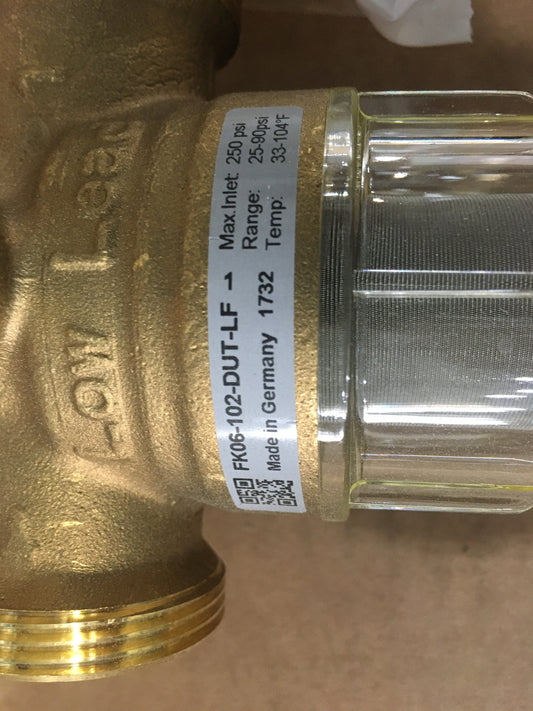 Low Lead
FK06-102-DUT-LF → Max.Inlet: 250 psi
Range: 25-90psi
Made in Germany 1732 Temp: 33-104°F